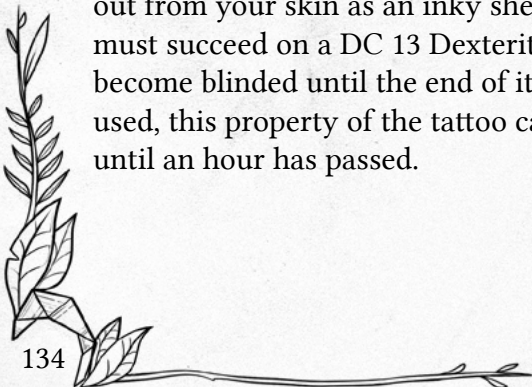 out from your skin as an inky she
must succeed on a DC 13 Dexterit
become blinded until the end of it
used, this property of the tattoo ca
until an hour has passed.
134